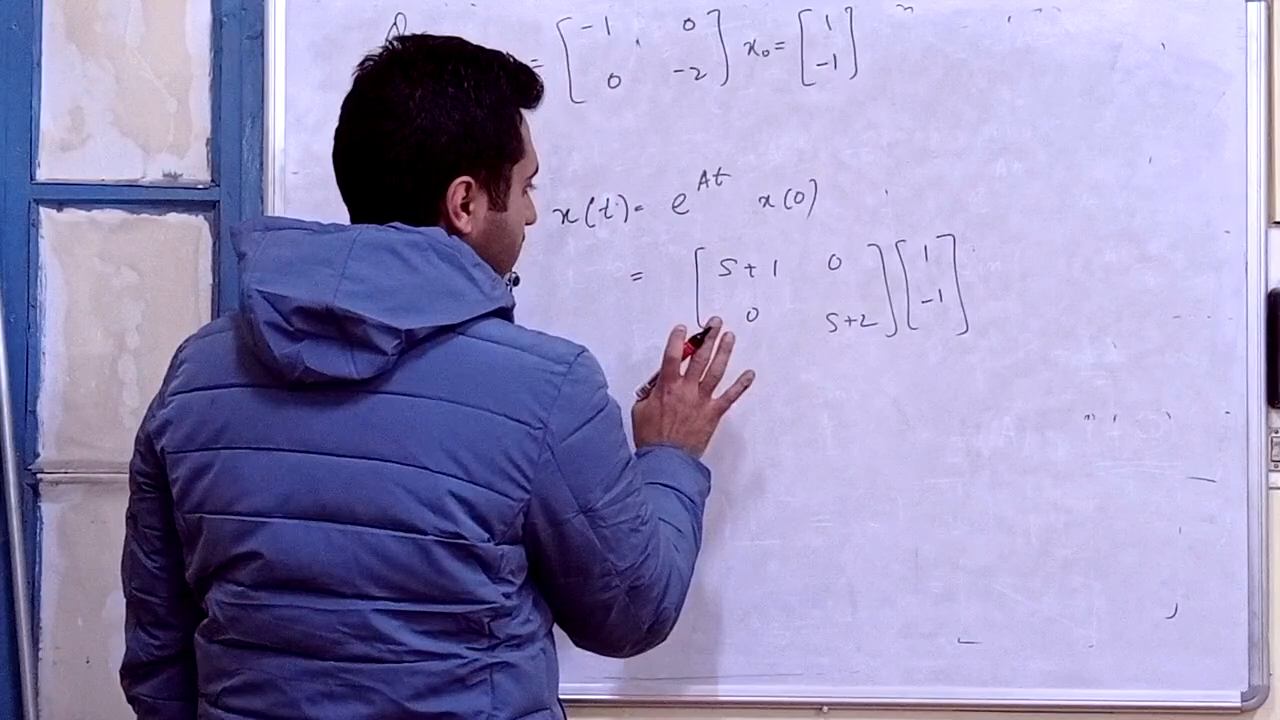 = [-1 0 x₀= [1
0 -2] -1]
x(t)= e^At x(0)
= [s+1 0 [1
0 s+2] -1]